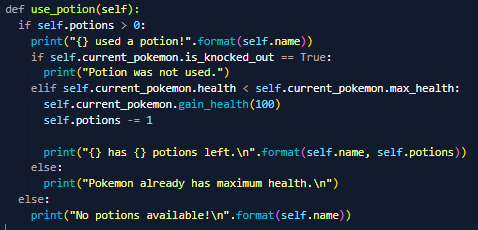 def use_potion(self):
  if self.potions > 0:
    print("{} used a potion!".format(self.name))
    if self.current_pokemon.is_knocked_out == True:
      print("Potion was not used.")
    elif self.current_pokemon.health < self.current_pokemon.max_health:
      self.current_pokemon.gain_health(100)
      self.potions -= 1

      print("{} has {} potions left.\n".format(self.name, self.potions))
    else:
      print("Pokemon already has maximum health.\n")
  else:
    print("No potions available!\n".format(self.name))